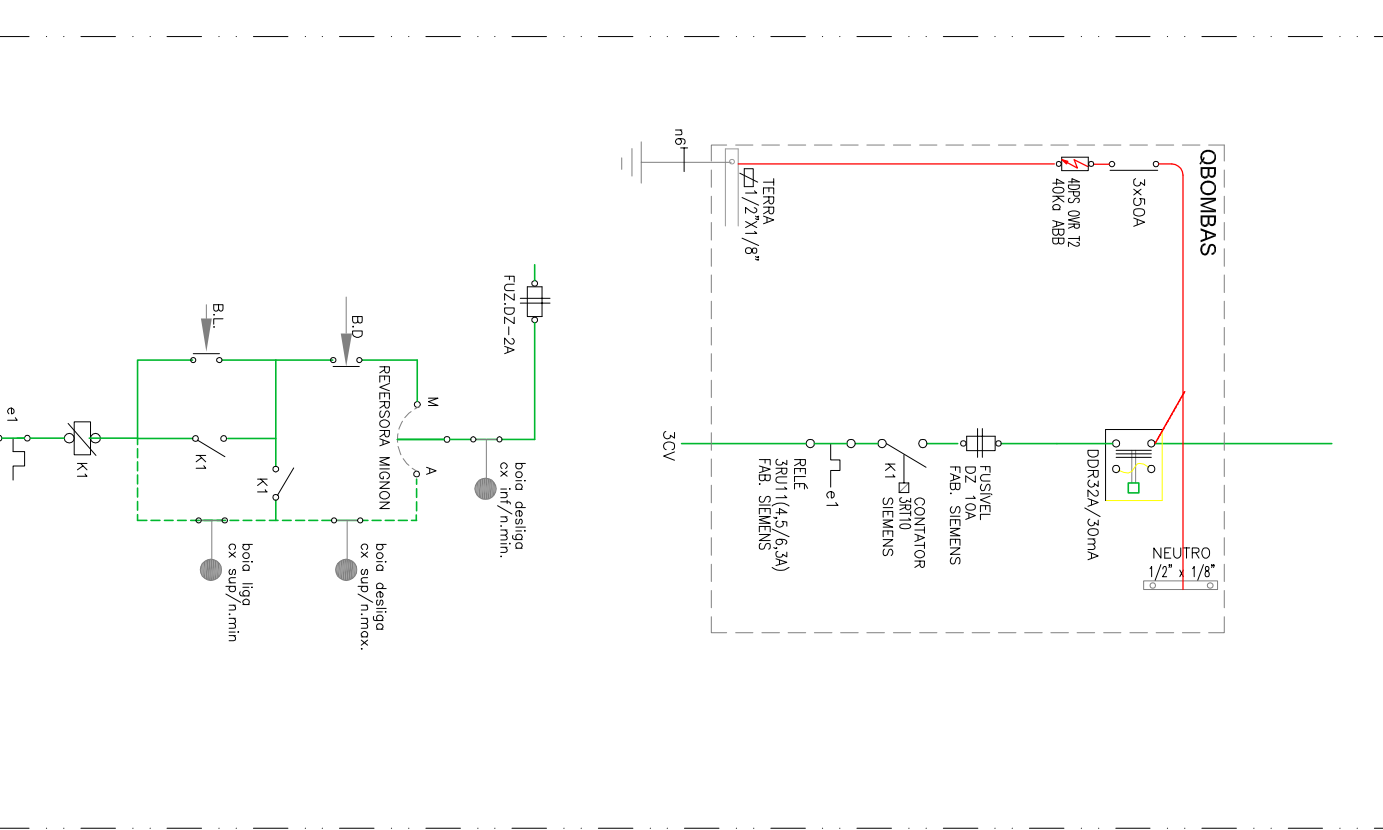 QBOMBAS
3x50A
4DPS OVR T2
40Ka ABB
n6
TERRA
1/2"X1/8"
DDR32A/30mA
NEUTRO
1/2" x 1/8"
FUSÍVEL
DZ 10A
FAB. SIEMENS
CONTATOR
3RT10
SIEMENS
K1
e1
RELÉ
3RU11(4,5/6,3A)
FAB. SIEMENS
3CV
FUZ.DZ-2A
boia desliga
cx inf/n.min.
M
A
REVERSORA MIGNON
B.D
boia desliga
cx sup/n.max.
B.L.
K1
K1
boia liga
cx sup/n.min
K1
e1